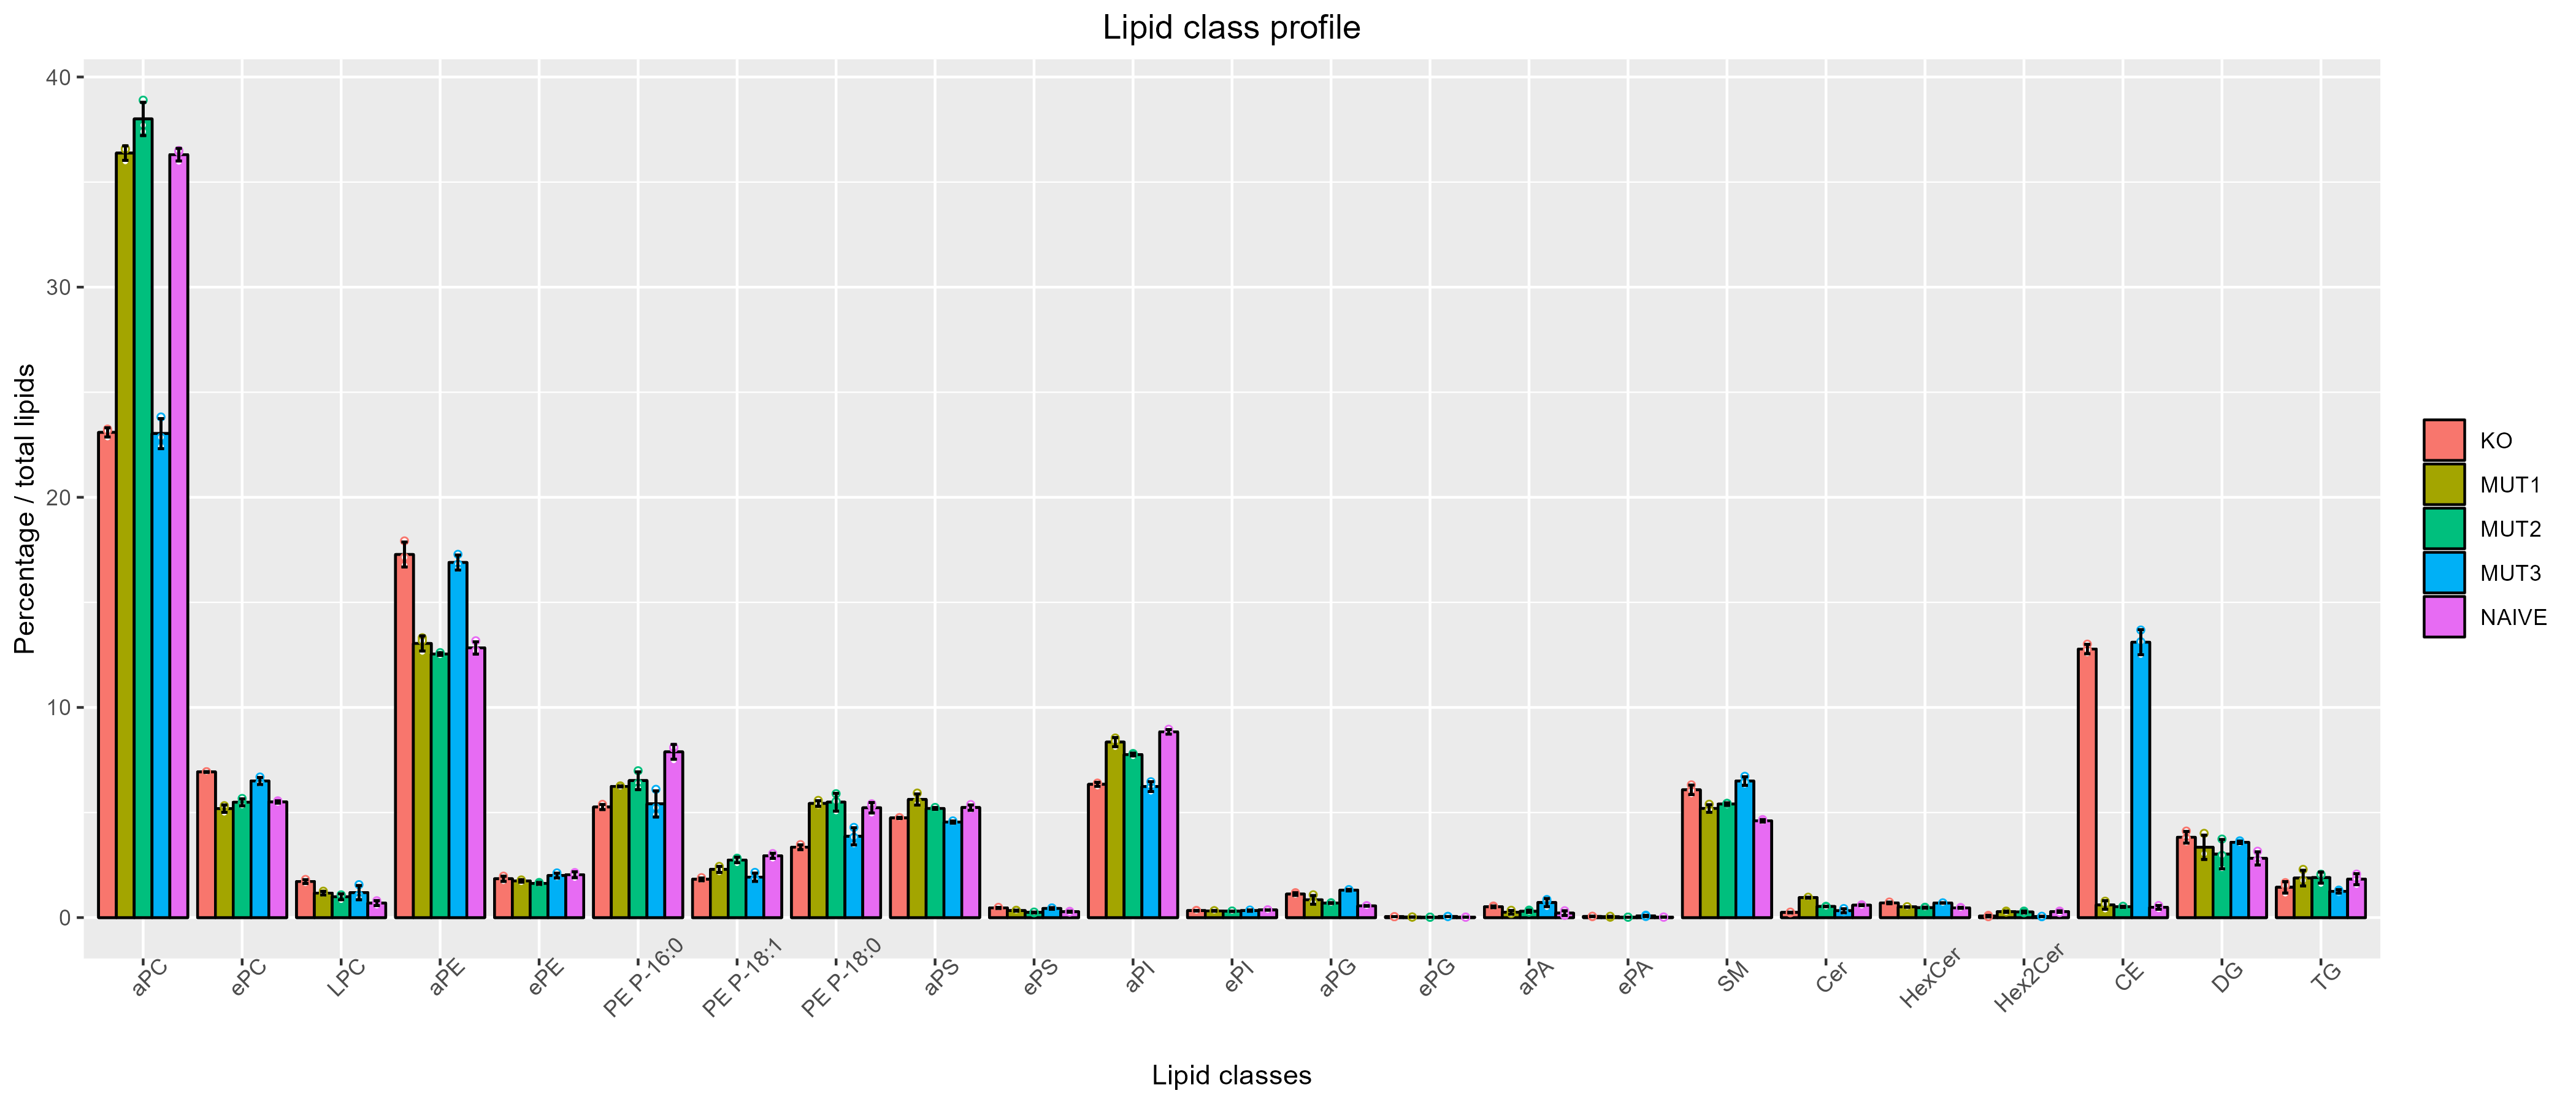 Lipid class profile
Percentage / total lipids
40
30
20
10
0
aPC
ePC
LPC
aPE
ePE
PE P-16:0
PE P-18:1
PE P-18:0
aPS
ePS
aPI
ePI
aPG
ePG
aPA
ePA
SM
Cer
HexCer
Hex2Cer
CE
DG
TG
Lipid classes
KO
MUT1
MUT2
MUT3
NAIVE